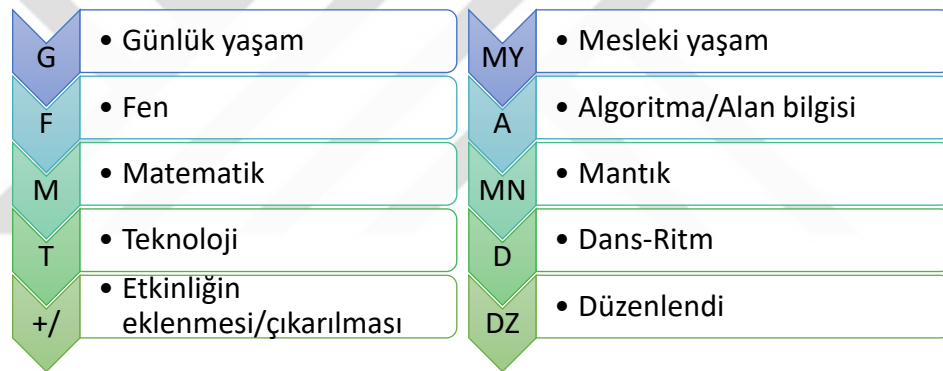 G
• Günlük yaşam
F
• Fen
M
• Matematik
T
• Teknoloji
+/
• Etkinliğin
eklenmesi/çıkarılması
MY
• Mesleki yaşam
A
• Algoritma/Alan bilgisi
MN
• Mantık
D
• Dans-Ritm
DZ
• Düzenlendi